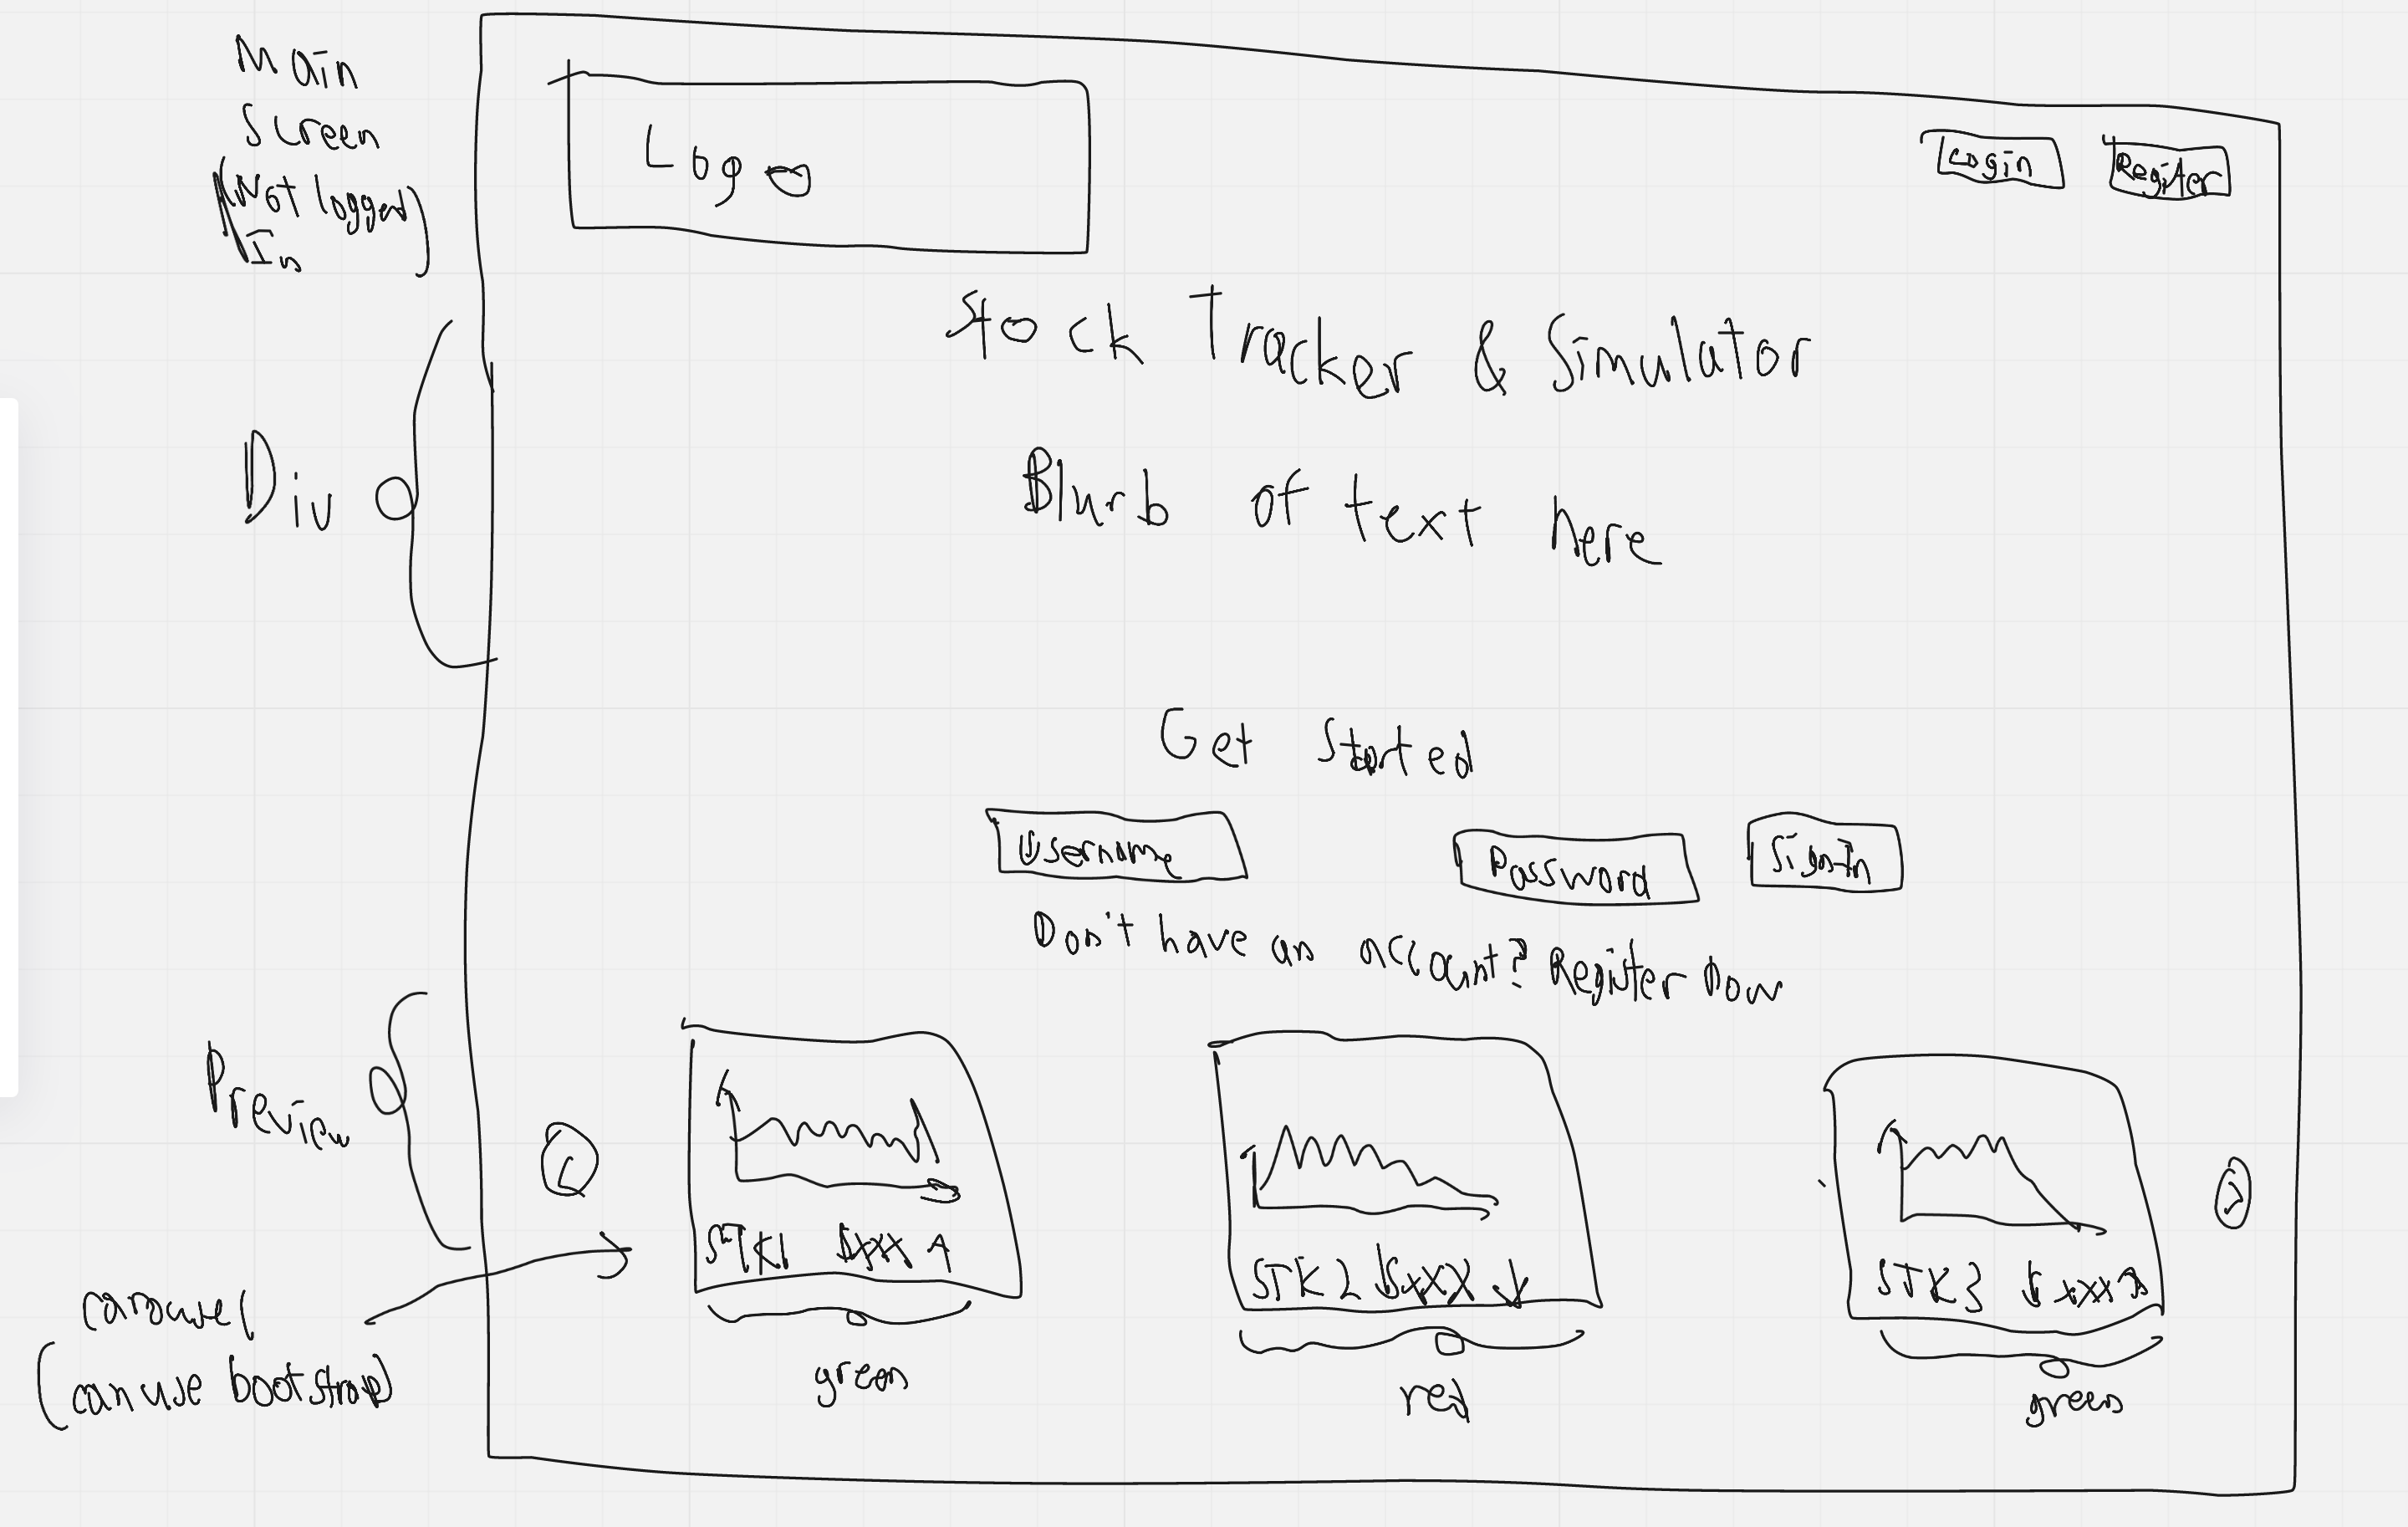 Main
Screen
(Not logged
In)
Logo
Login
Register
Stock Tracker & Simulator
Div
Blurb of text here
Get Started
Username
Password
Sign-In
Don't have an account? Register Now
Preview
<
>
STK1 $xxx ↑
STK2 $xxx ↓
STK3 $xxx ↑
carousel
(can use bootstrap)
green
red
green